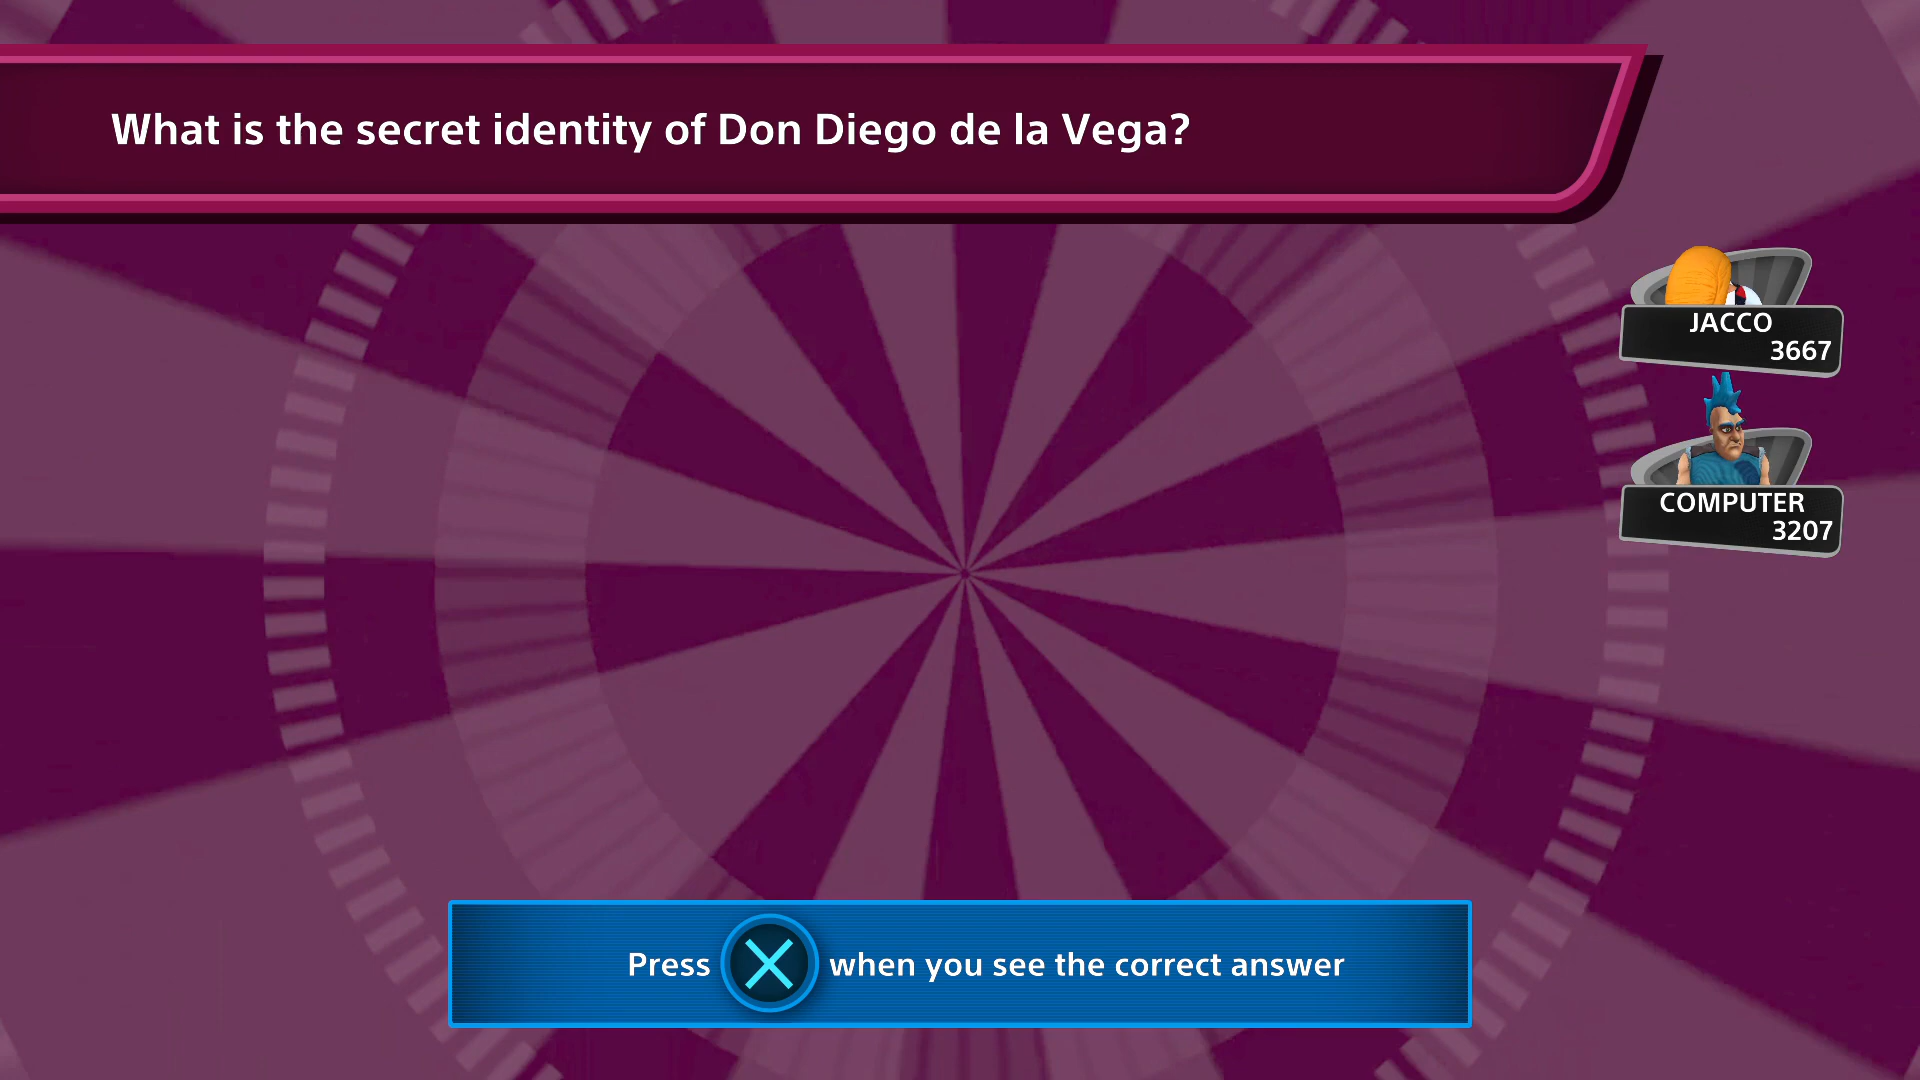 What is the secret identity of Don Diego de la Vega?
JACCO
3667
COMPUTER
3207
Press X when you see the correct answer